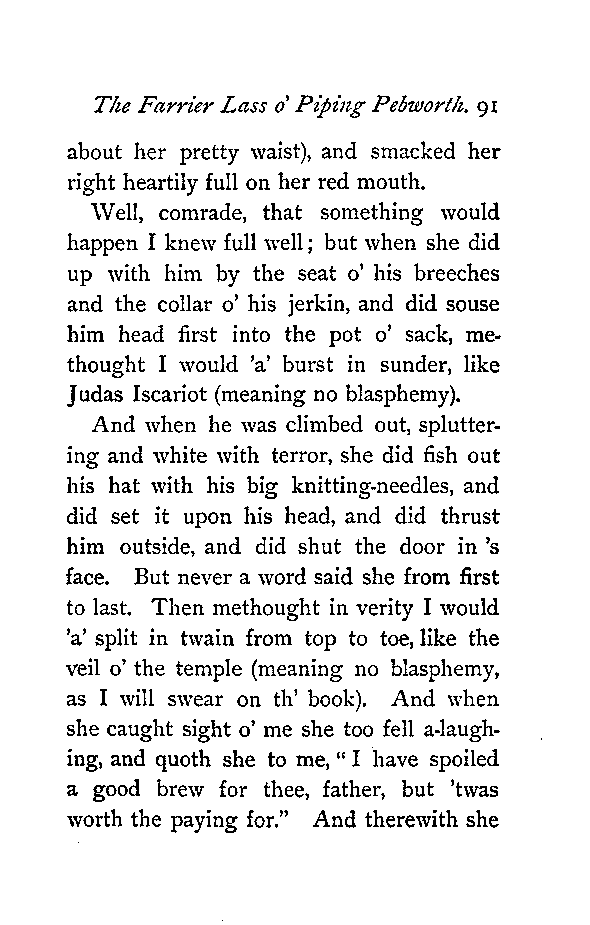 The Farrier Lass o' Piping Pebworth. 91
about her pretty waist), and smacked her
right heartily full on her red mouth.
Well, comrade, that something would
happen I knew full well; but when she did
up with him by the seat o' his breeches
and the collar o' his jerkin, and did souse
him head first into the pot o' sack, me-
thought I would 'a' burst in sunder, like
Judas Iscariot (meaning no blasphemy).
And when he was climbed out, splutter-
ing and white with terror, she did fish out
his hat with his big knitting-needles, and
did set it upon his head, and did thrust
him outside, and did shut the door in 's
face. But never a word said she from first
to last. Then methought in verity I would
'a' split in twain from top to toe, like the
veil o' the temple (meaning no blasphemy,
as I will swear on th' book). And when
she caught sight o' me she too fell a-laugh-
ing, and quoth she to me, "I have spoiled
a good brew for thee, father, but 'twas
worth the paying for." And therewith she